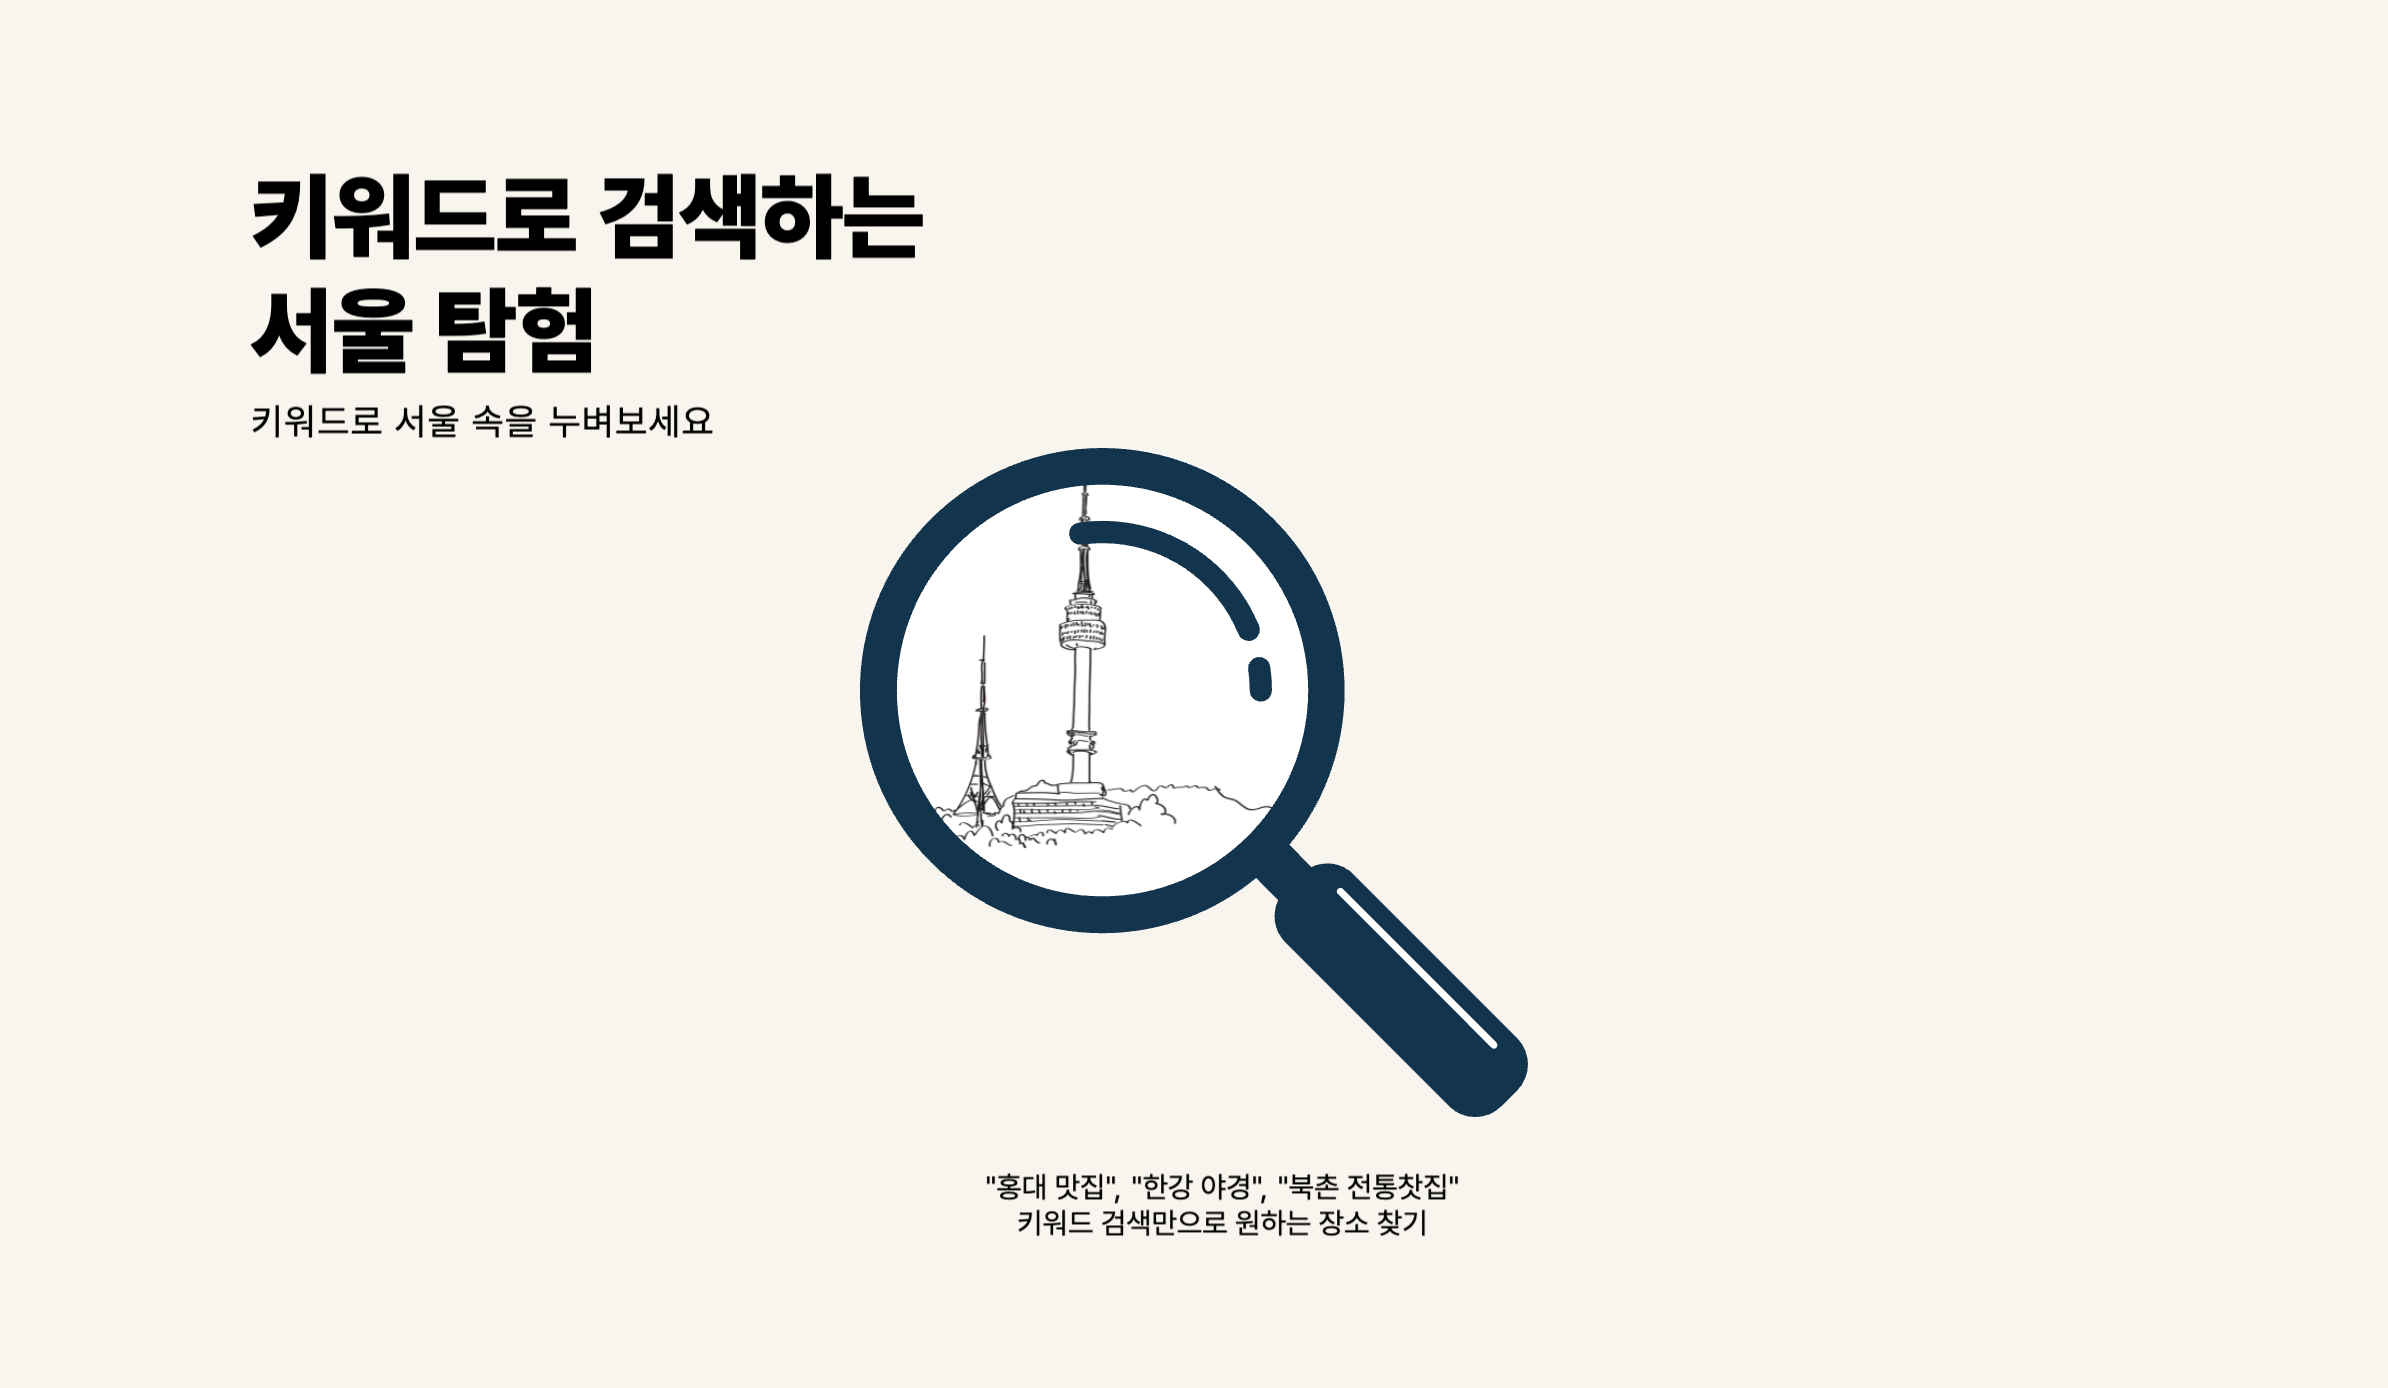 키워드로 검색하는
서울 탐험
키워드로 서울 속을 누벼보세요
"홍대 맛집", "한강 야경", "북촌 전통찻집"
키워드 검색만으로 원하는 장소 찾기